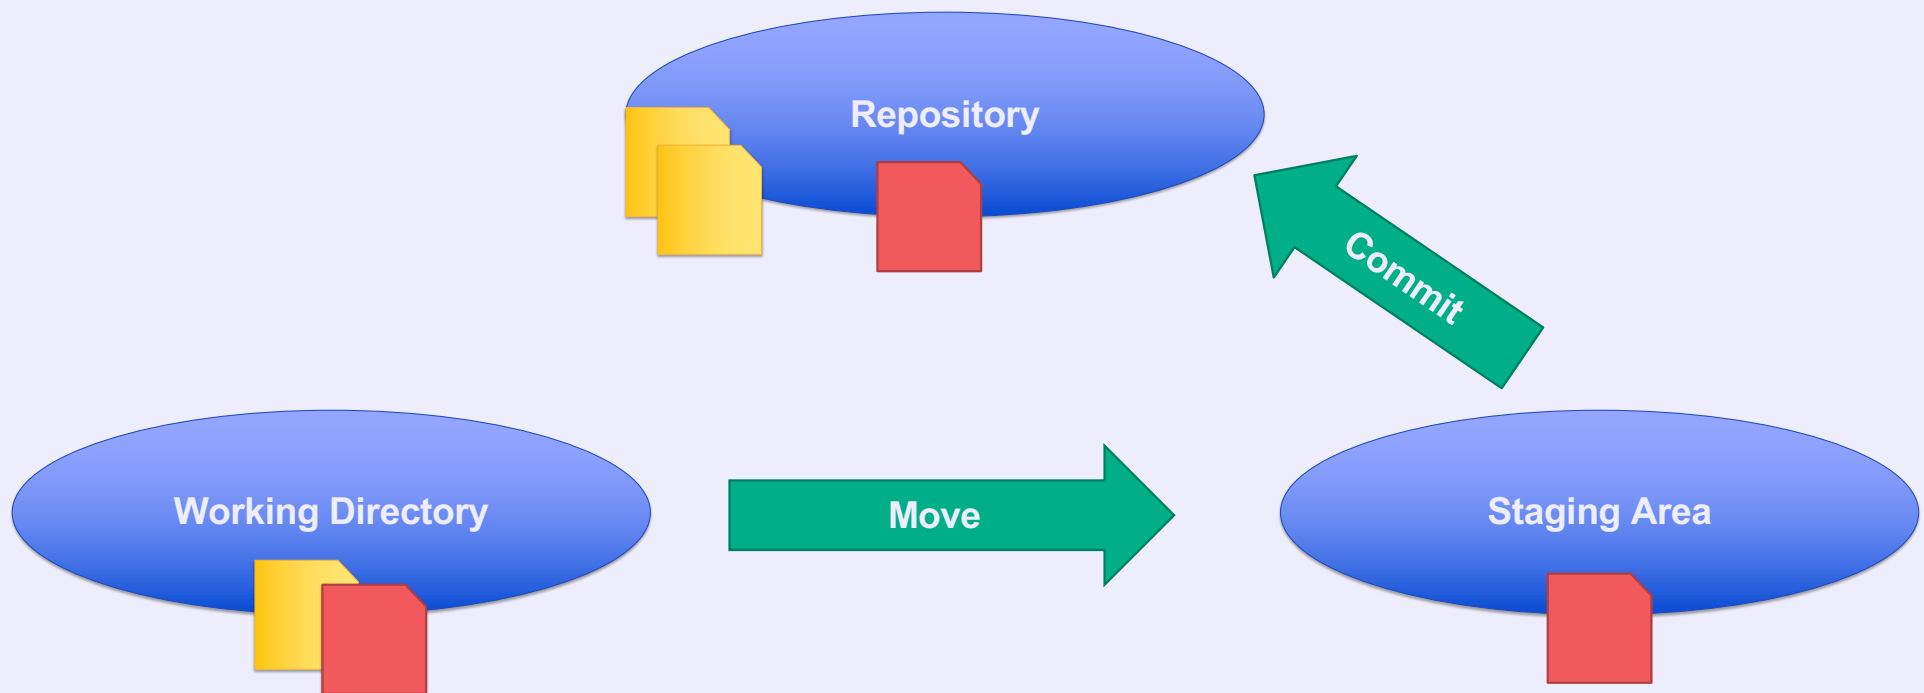 Repository
Commit
Working Directory
Move
Staging Area